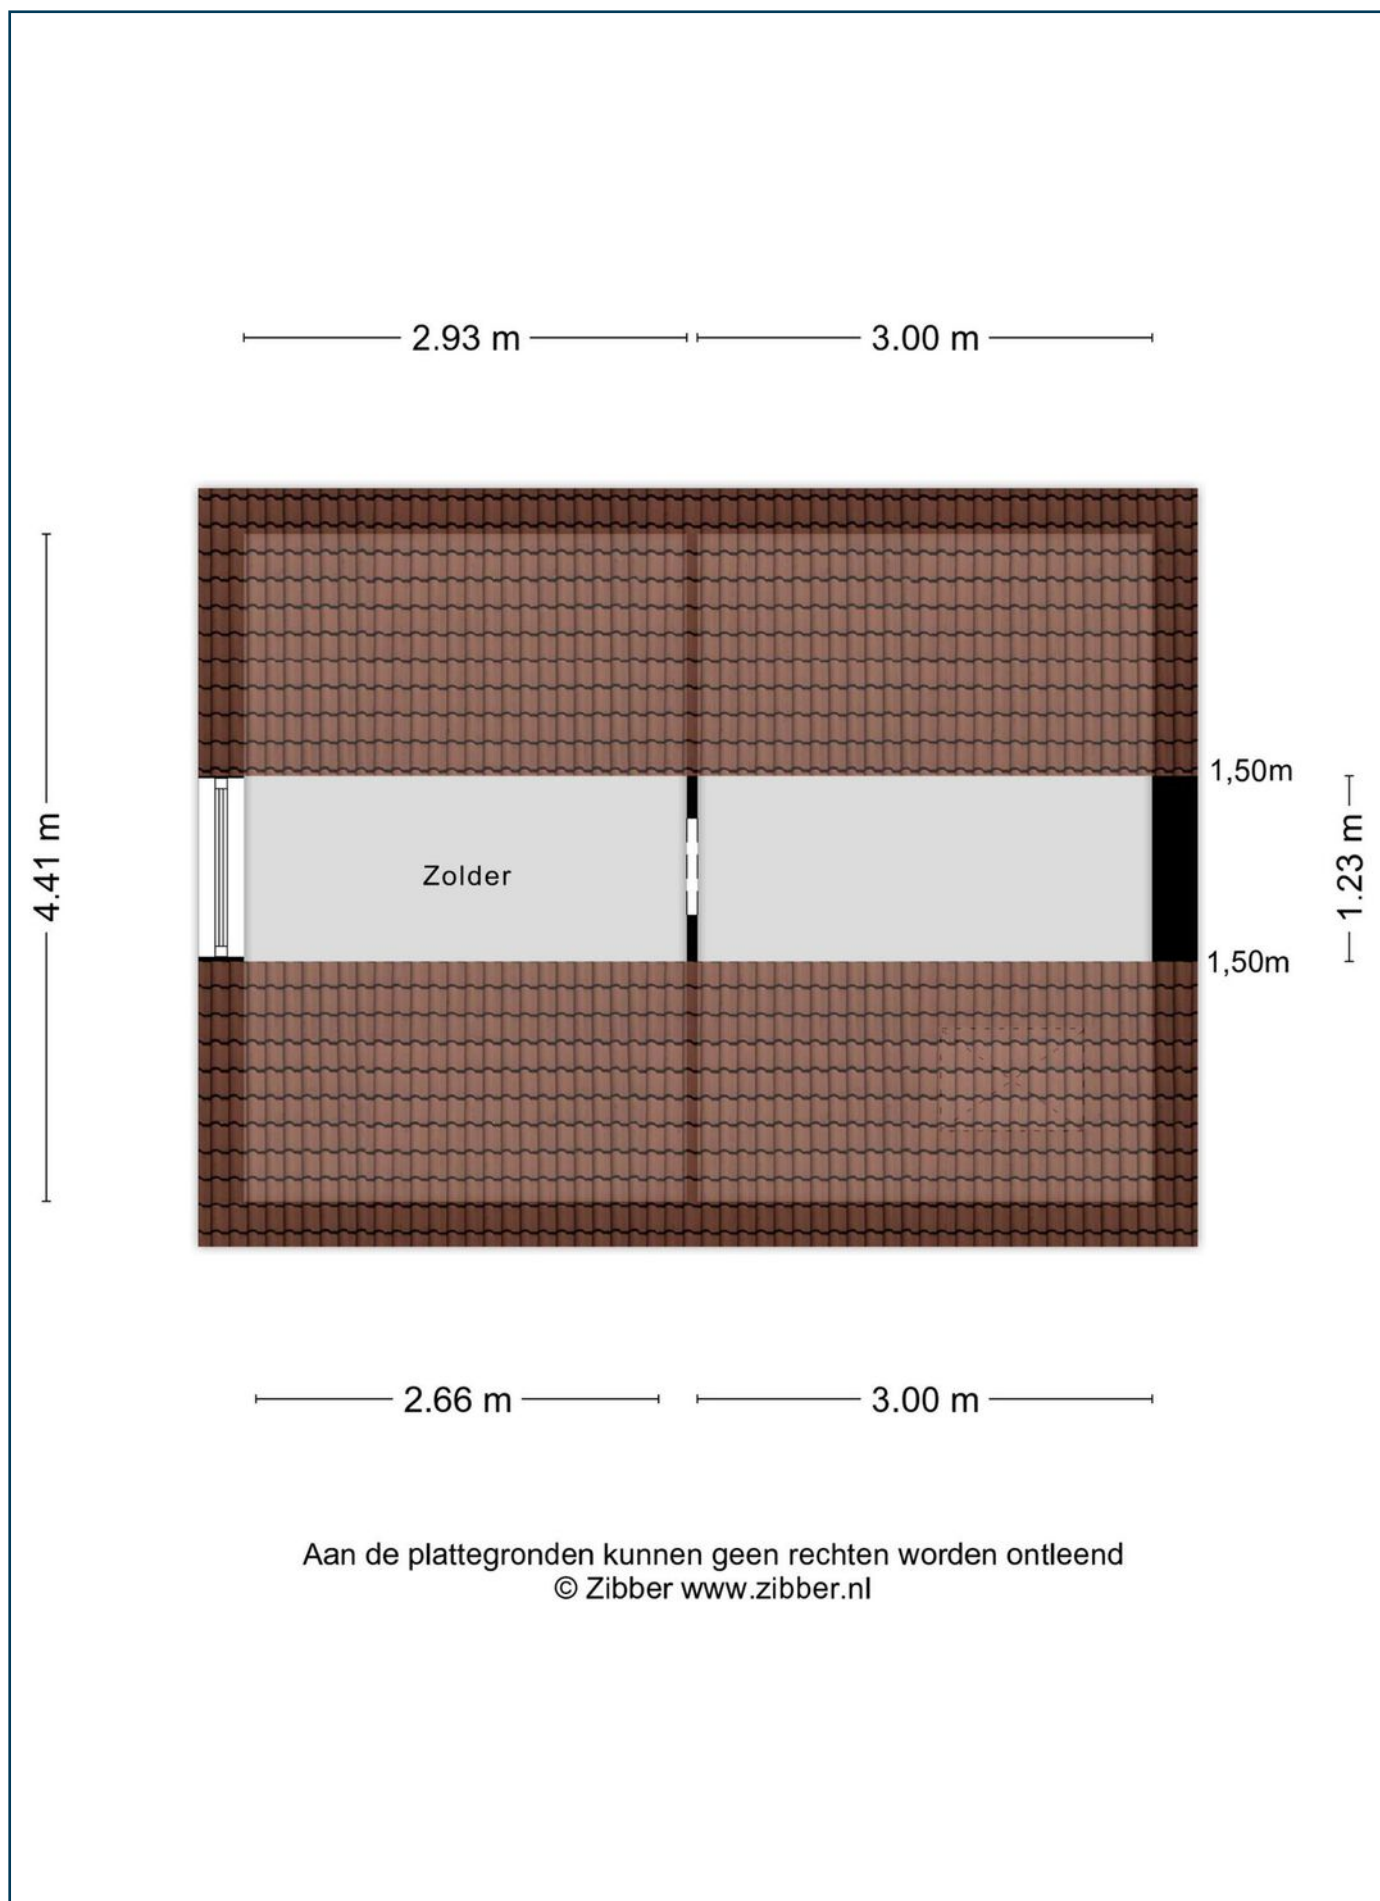 2.93 m
3.00 m
4.41 m
1,50m
1.23 m
Zolder
1,50m
2.66 m
3.00 m
Aan de plattegronden kunnen geen rechten worden ontleend
© Zibber www.zibber.nl